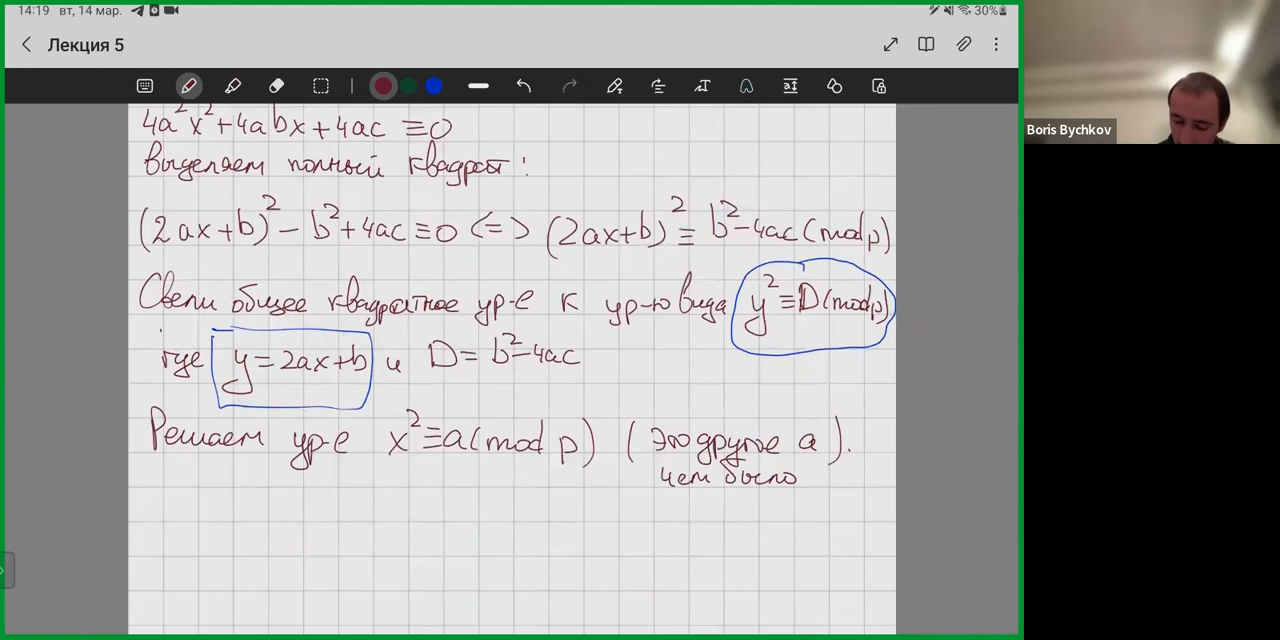 14:19 вт, 14 мар.
30%
Лекция 5
4a²x²+4abx+4ac ≡0
выделяем полный квадрат:
(2ax+b)² - b²+4ac ≡0 <=> (2ax+b)² ≡ b²-4ac (mod p)
Свели общее квадратное ур-е к ур-ю вида y² ≡ D (mod p)
где y=2ax+b и D= b²-4ac
Решаем ур-е x² ≡ a (mod p) (это другое a).
чем было
Boris Bychkov